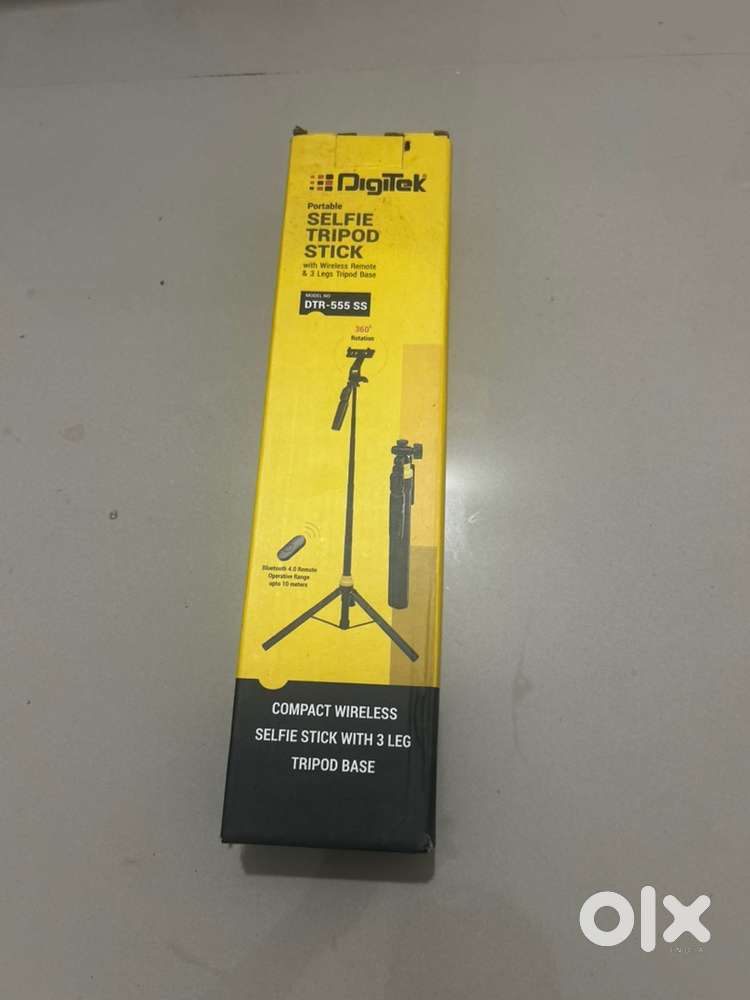 DigiTek
Portable
SELFIE
TRIPOD
STICK
with Wireless Remote
& 3 Legs Tripod Base
MODEL NO
DTR-555 SS
360°
Rotation
Bluetooth 4.0 Remote
Operative Range
upto 10 meters
COMPACT WIRELESS
SELFIE STICK WITH 3 LEG
TRIPOD BASE
olx
INDIA